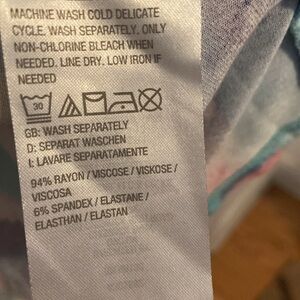 MACHINE WASH COLD DELICATE
CYCLE. WASH SEPARATELY. ONLY
NON-CHLORINE BLEACH WHEN
NEEDED. LINE DRY. LOW IRON IF
NEEDED
30
GB: WASH SEPARATELY
D: SEPARAT WASCHEN
I: LAVARE SEPARATAMENTE
94% RAYON / VISCOSE / VISKOSE /
VISCOSA
6% SPANDEX / ELASTANE /
ELASTHAN / ELASTAN